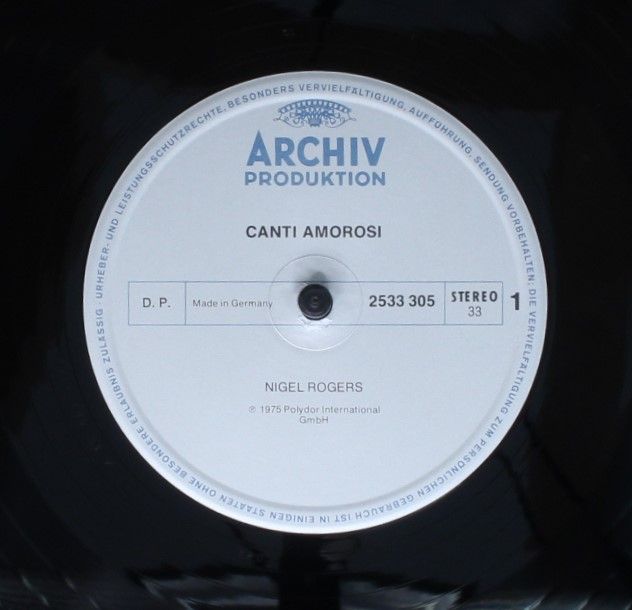 ARCHIV
PRODUKTION
CANTI AMOROSI
D. P. Made in Germany 2533 305 STEREO 33 1
NIGEL ROGERS
℗ 1975 Polydor International
GmbH
URHEBER- UND LEISTUNGSSCHUTZRECHTE, BESONDERS VERVIELFÄLTIGUNG, AUFFÜHRUNG, SENDUNG VORBEHALTEN; DIE VERVIELFÄLTIGUNG ZUM PERSÖNLICHEN GEBRAUCH IST IN EINIGEN STAATEN OHNE BESONDERE ERLAUBNIS ZULÄSSIG ·